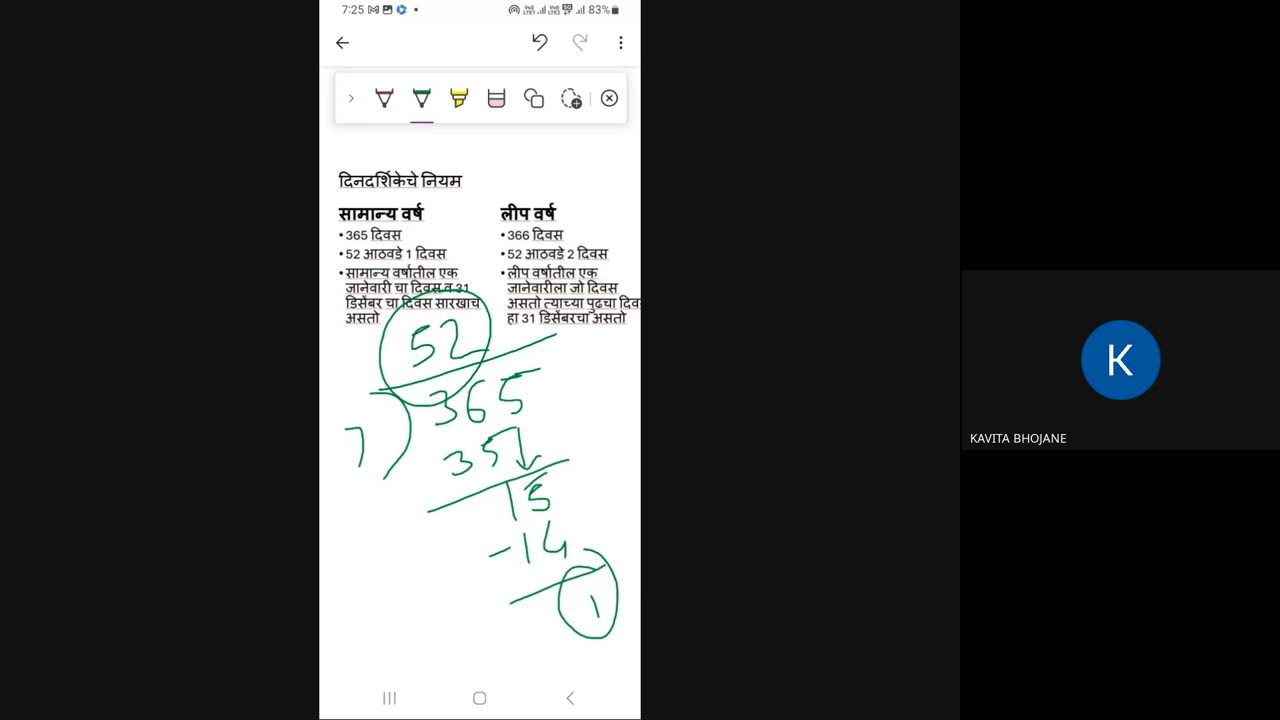 7:25
83%
दिनदर्शिकेचे नियम
सामान्य वर्ष
• 365 दिवस
• 52 आठवडे 1 दिवस
• सामान्य वर्षातील एक
जानेवारी चा दिवस व 31
डिसेंबर चा दिवस सारखाच
असतो
लीप वर्ष
• 366 दिवस
• 52 आठवडे 2 दिवस
• लीप वर्षातील एक
जानेवारीला जो दिवस
असतो त्याच्या पुढचा दिव
हा 31 डिसेंबरचा असतो
52
7) 365
35
15
-14
1
K
KAVITA BHOJANE